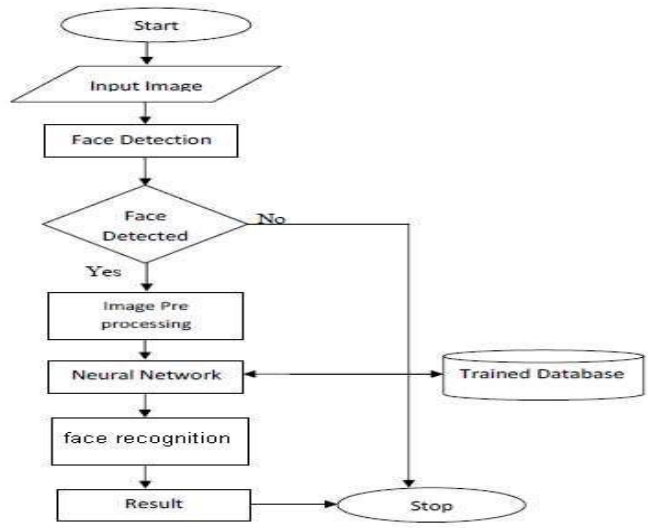 Start
Input Image
Face Detection
Face
Detected
No
Yes
Image Pre
processing
Neural Network
Trained Database
face recognition
Result
Stop